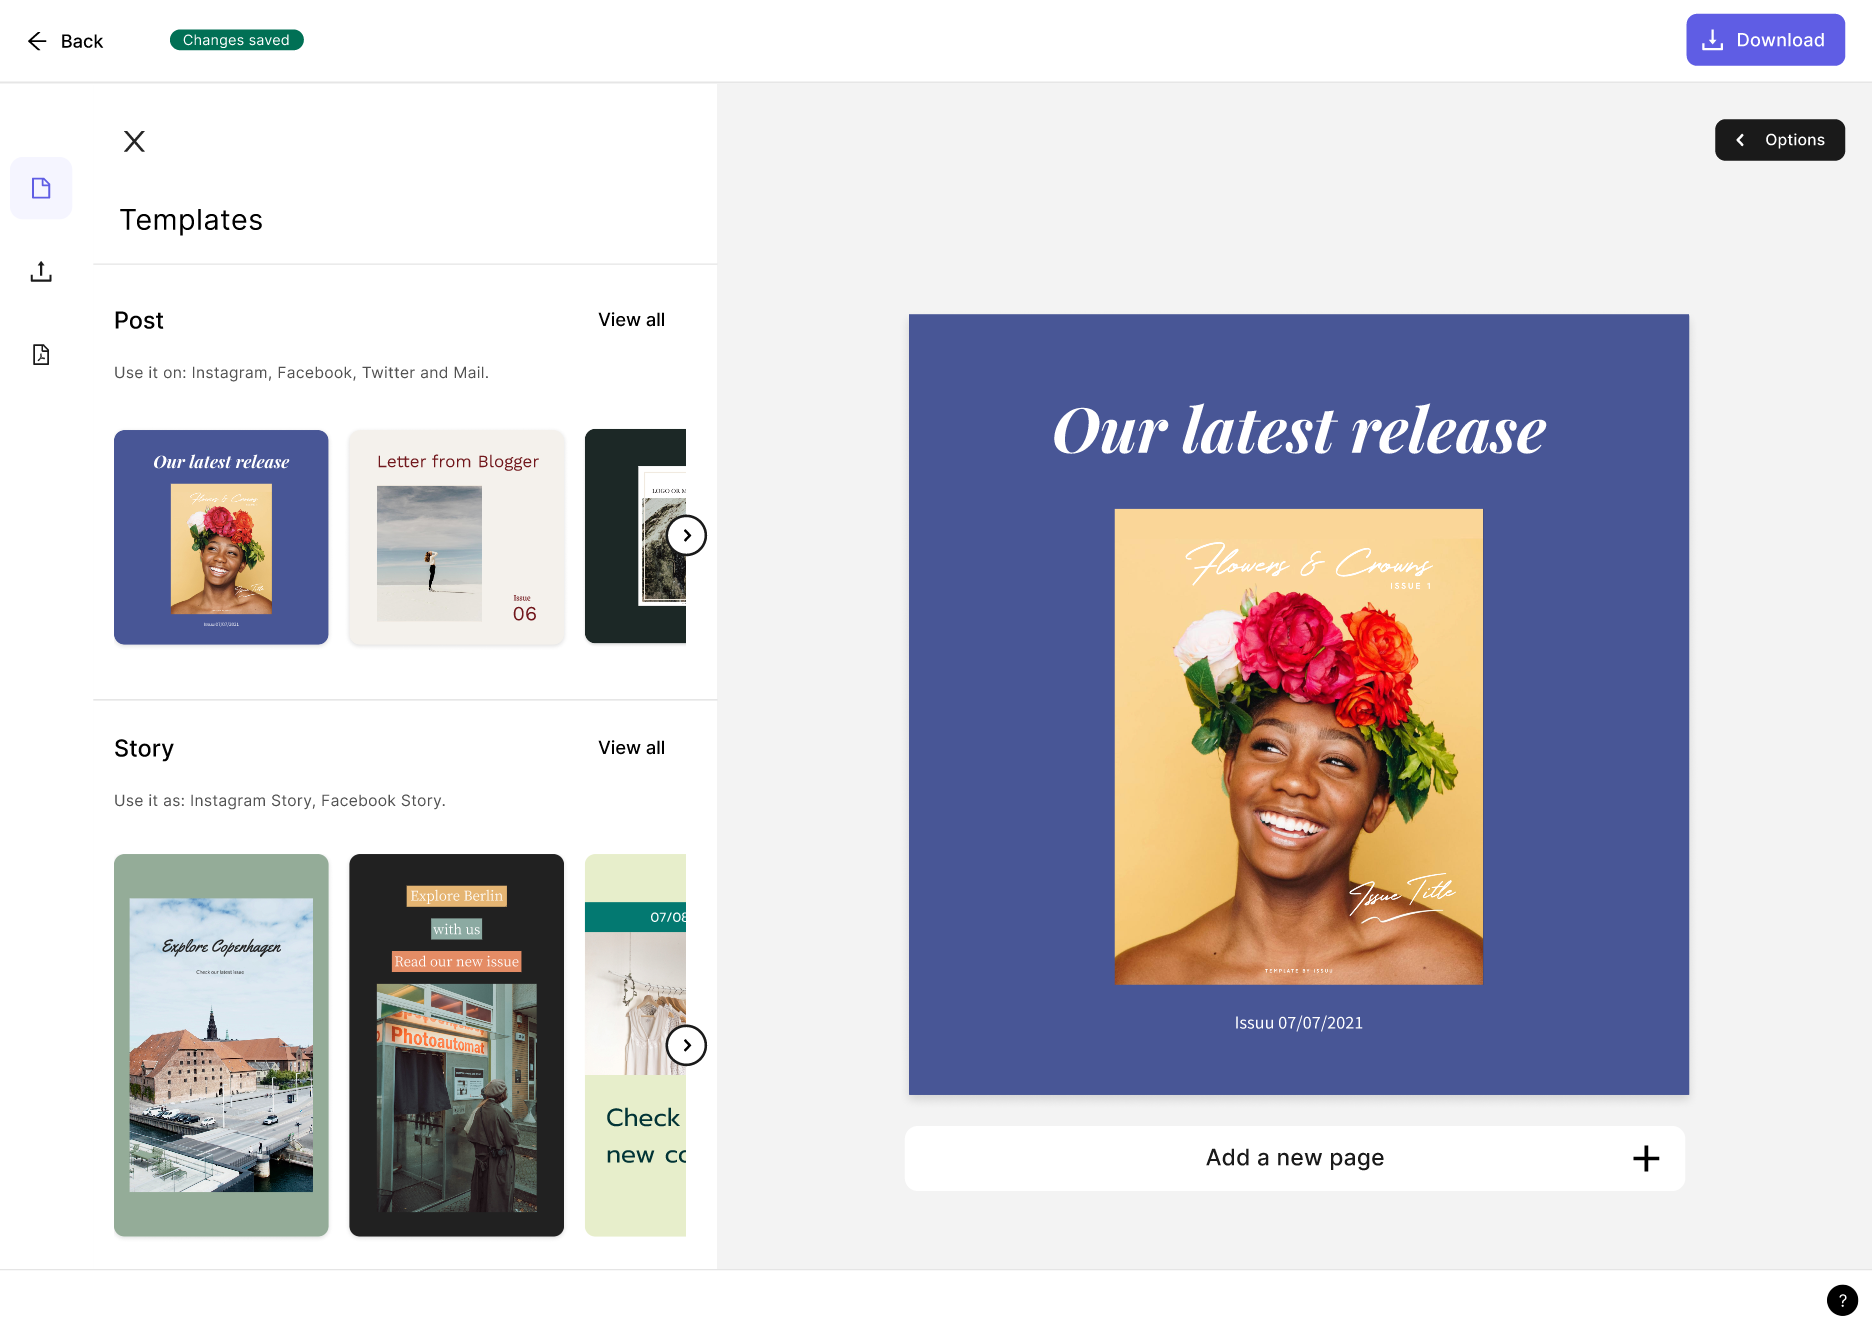 Back
Changes saved
Download
Options
Templates
Post
View all
Use it on: Instagram, Facebook, Twitter and Mail.
Our latest release
Flowers & Crowns
Issue Title
Issuu 07/07/2021
Letter from Blogger
Issue
06
LOGO OR
Story
View all
Use it as: Instagram Story, Facebook Story.
Explore Copenhagen
Check our latest issue
Explore Berlin
with us
Read our new issue
Photoautomat
07/08
Check
new co
Our latest release
Flowers & Crowns
ISSUE 1
Issue Title
TEMPLATE BY ISSUU
Issuu 07/07/2021
Add a new page
?